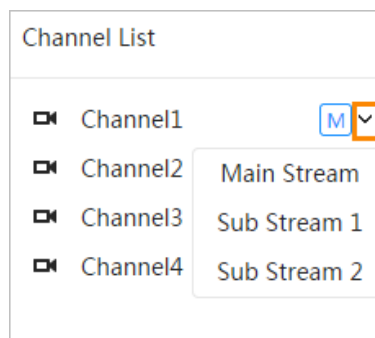 Channel List
Channel1 M
Channel2 Main Stream
Channel3 Sub Stream 1
Channel4 Sub Stream 2